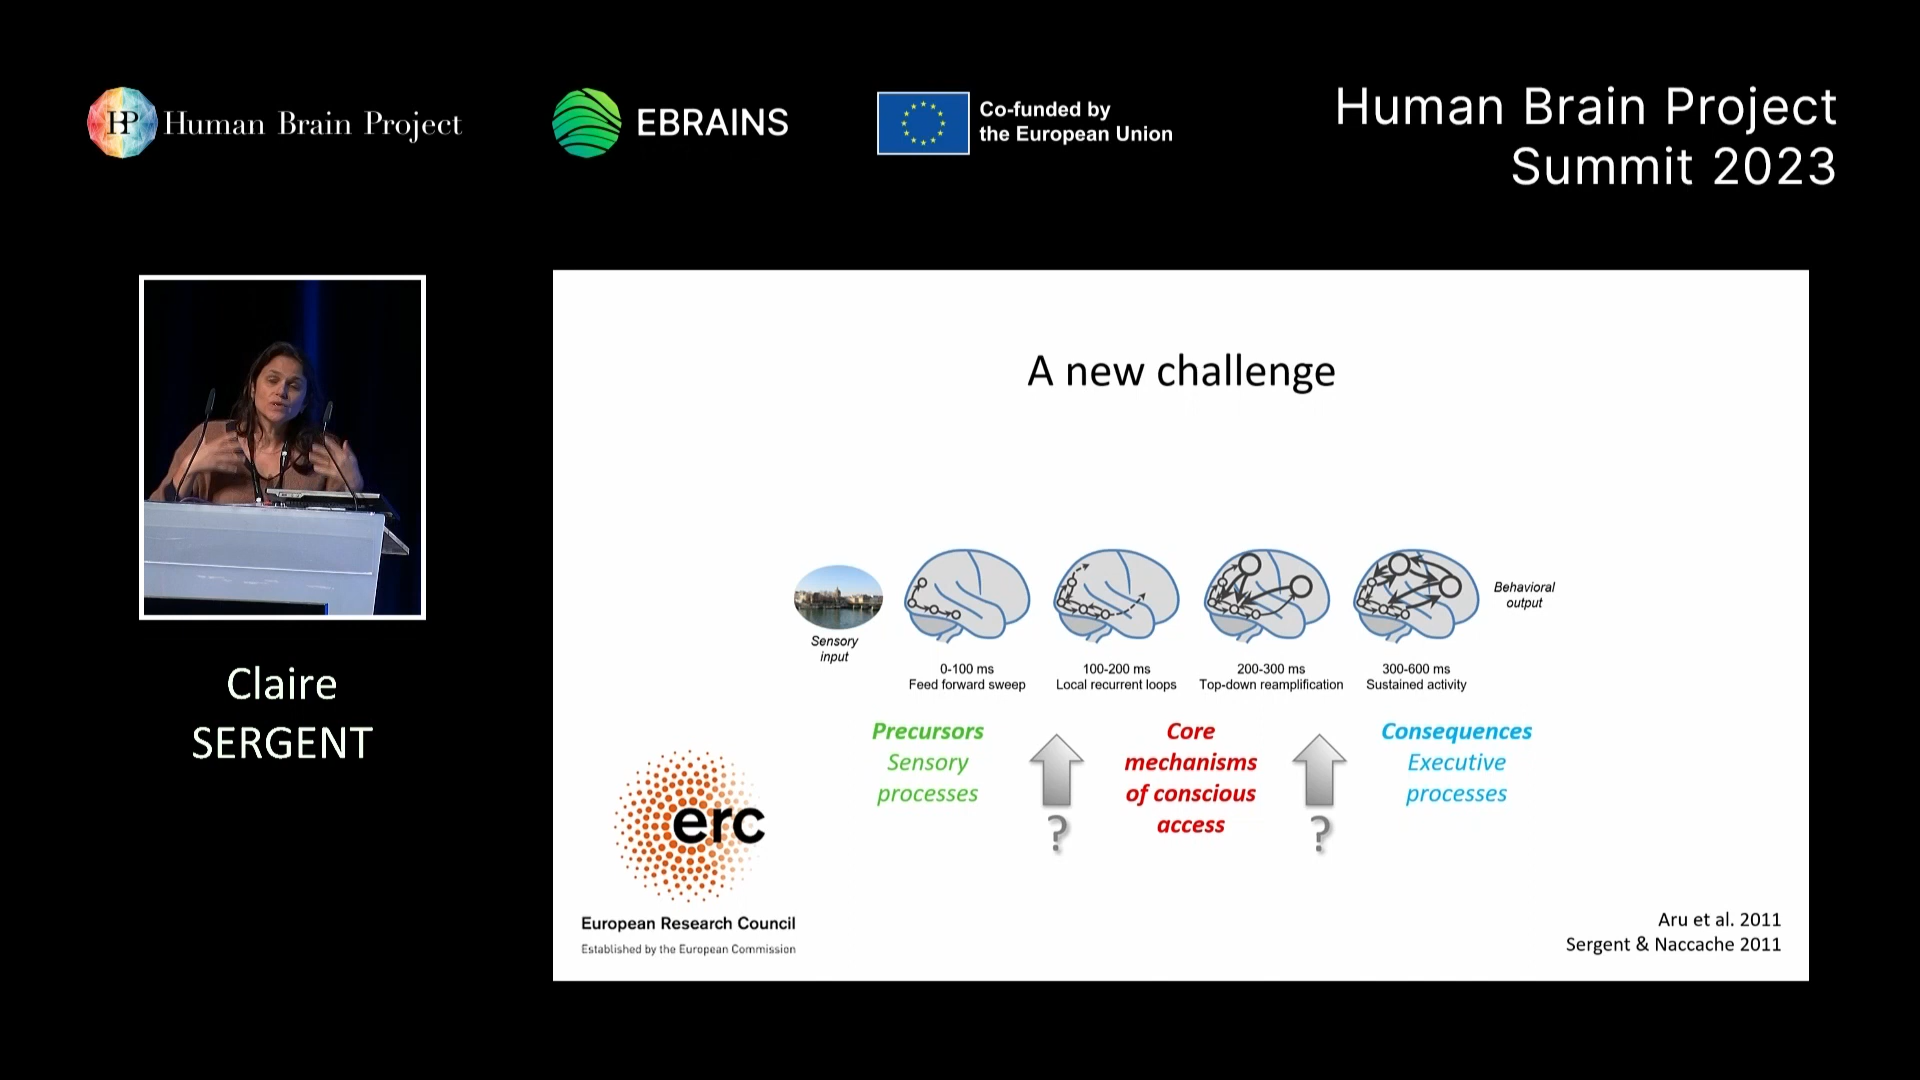 HP Human Brain Project
EBRAINS
Co-funded by
the European Union
Human Brain Project
Summit 2023
Claire
SERGENT
A new challenge
Sensory
input
0-100 ms
Feed forward sweep
100-200 ms
Local recurrent loops
200-300 ms
Top-down reamplification
300-600 ms
Sustained activity
Behavioral
output
Precursors
Sensory
processes
?
Core
mechanisms
of conscious
access
?
Consequences
Executive
processes
erc
European Research Council
Established by the European Commission
Aru et al. 2011
Sergent & Naccache 2011